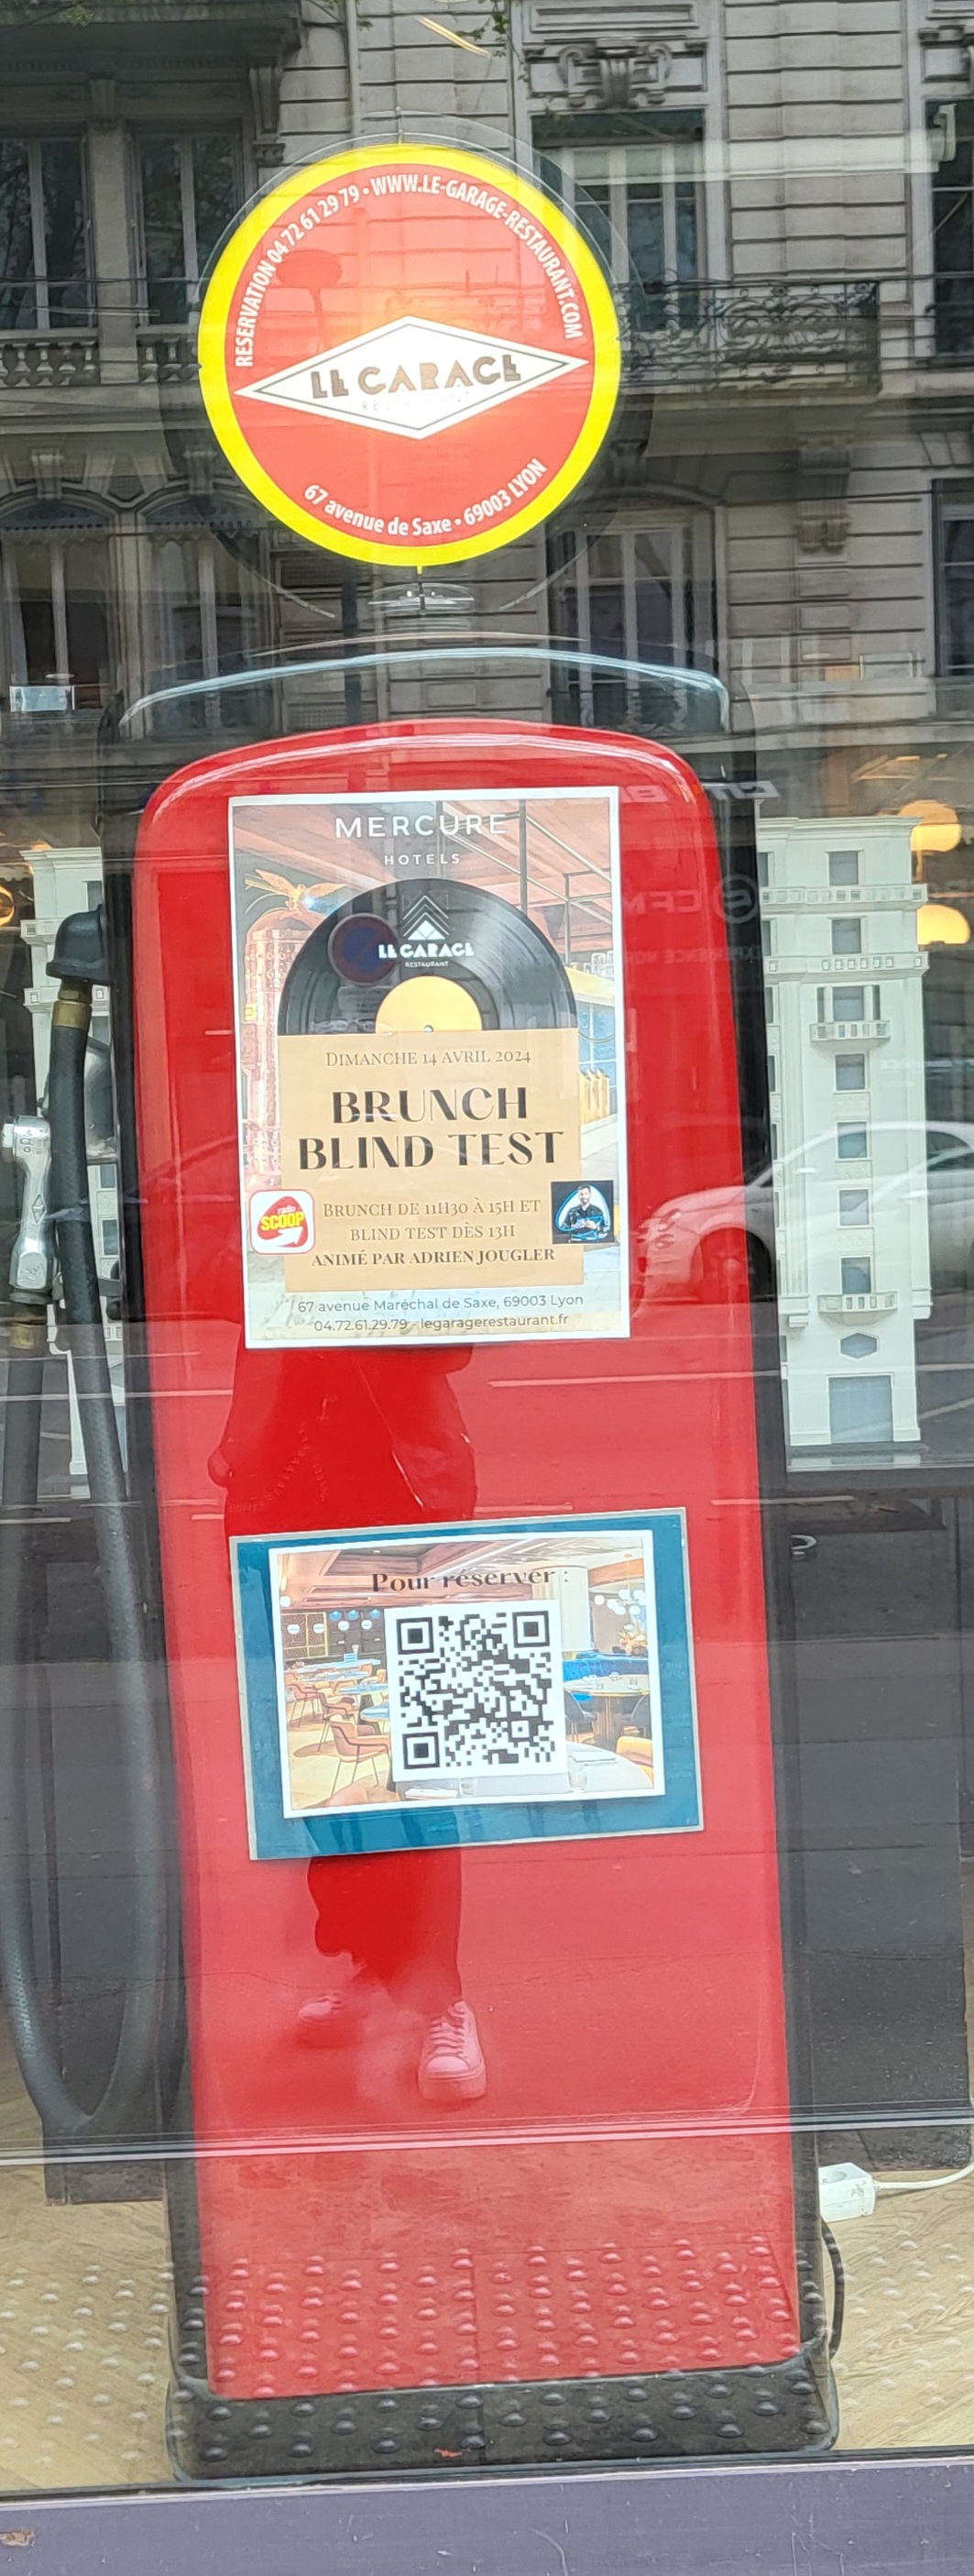 RESERVATION 04 72 61 29 79 • WWW.LE-GARAGE-RESTAURANT.COM
LE GARAGE
RESTAURANT
67 avenue de Saxe • 69003 LYON
MERCURE
HOTELS
LE GARAGE
RESTAURANT
DIMANCHE 14 AVRIL 2024
BRUNCH
BLIND TEST
radio
SCOOP
BRUNCH DE 11H30 À 15H ET
BLIND TEST DÈS 13H
ANIMÉ PAR ADRIEN JOUGLER
67 avenue Maréchal de Saxe, 69003 Lyon
04.72.61.29.79 - legaragerestaurant.fr
Pour réserver :